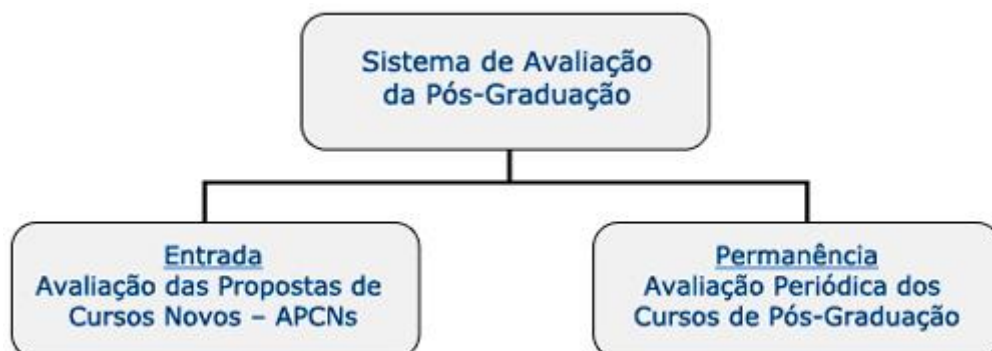 Sistema de Avaliação
da Pós-Graduação
Entrada
Avaliação das Propostas de
Cursos Novos – APCNs
Permanência
Avaliação Periódica dos
Cursos de Pós-Graduação